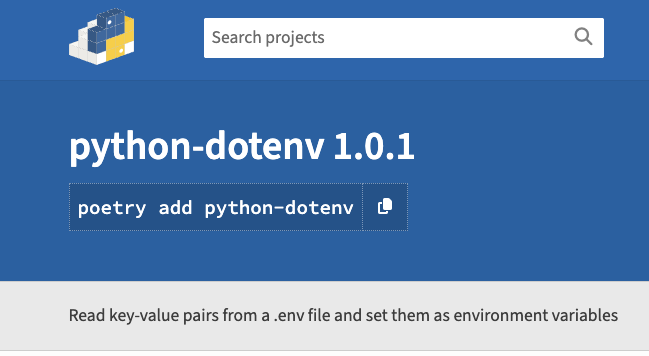 Search projects
python-dotenv 1.0.1
poetry add python-dotenv
Read key-value pairs from a .env file and set them as environment variables